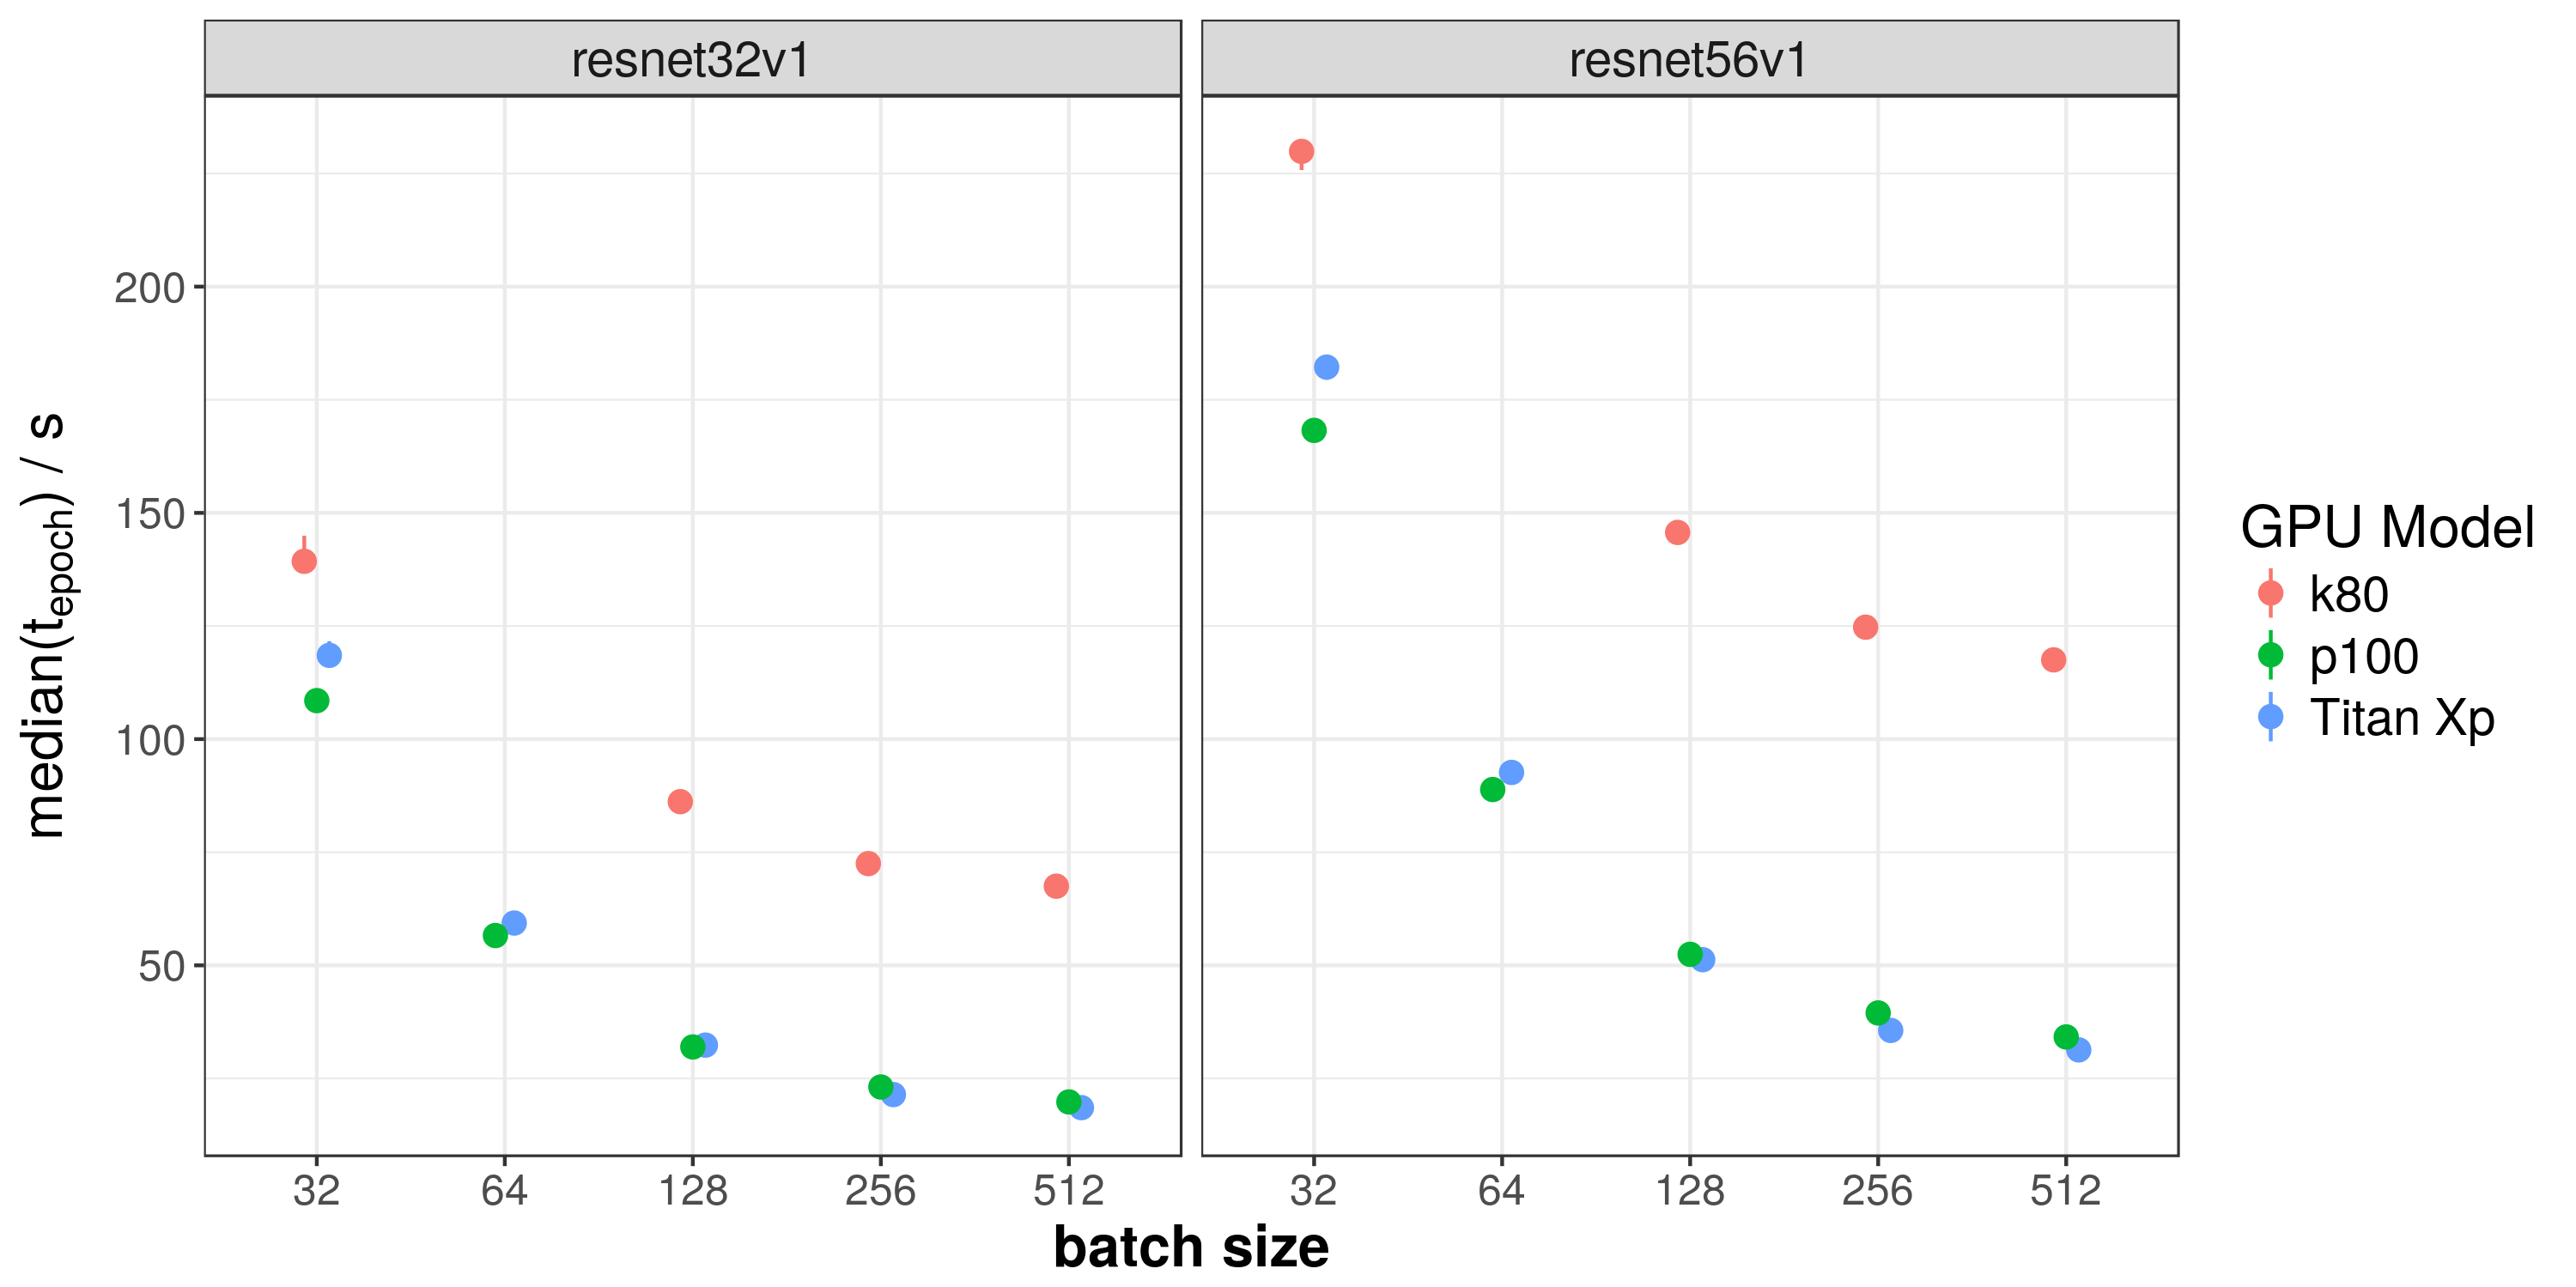 resnet32v1
resnet56v1
median(t_epoch) / s
200
150
100
50
32 64 128 256 512
32 64 128 256 512
batch size
GPU Model
k80
p100
Titan Xp